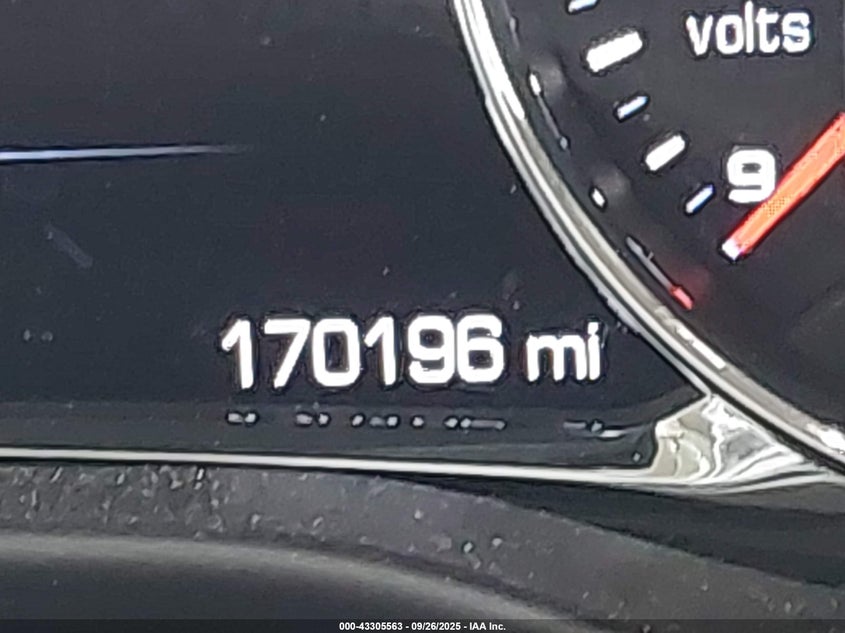 volts
9
170196 mi
000-43305563 - 09/26/2025 - IAA Inc.